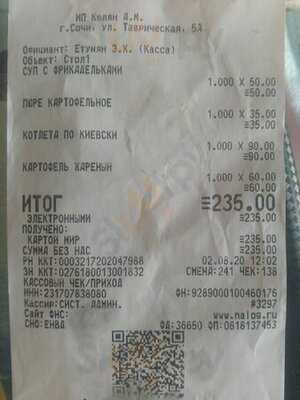 ИП Келян А.М.
г.Сочи, ул. Таврическая, 5А
Официант: Етумян Э.Х. (Касса)
Объект: Стол1
СУП С ФРИКАДЕЛЬКАМИ
1.000 X 50.00
≡50.00
ПЮРЕ КАРТОФЕЛЬНОЕ
1.000 X 35.00
≡35.00
КОТЛЕТА ПО КИЕВСКИ
1.000 X 90.00
≡90.00
КАРТОФЕЛЬ ЖАРЕНЫЙ
1.000 X 60.00
≡60.00
ИТОГ ≡235.00
ЭЛЕКТРОННЫМИ ≡235.00
ПОЛУЧЕНО:
КАРТОЙ МИР ≡235.00
СУММА БЕЗ НДС ≡235.00
РН ККТ:0003217202047988 02.08.20 12:02
ЗН ККТ:0276180013001832 СМЕНА:241 ЧЕК:138
КАССОВЫЙ ЧЕК/ПРИХОД
ИНН:231707838080 ФН:9289000100460176
Кассир:СИСТ. АДМИН. #3297
Сайт ФНС: www.nalog.ru
СНО:ЕНВД ФД:36650 ФП:0616137453